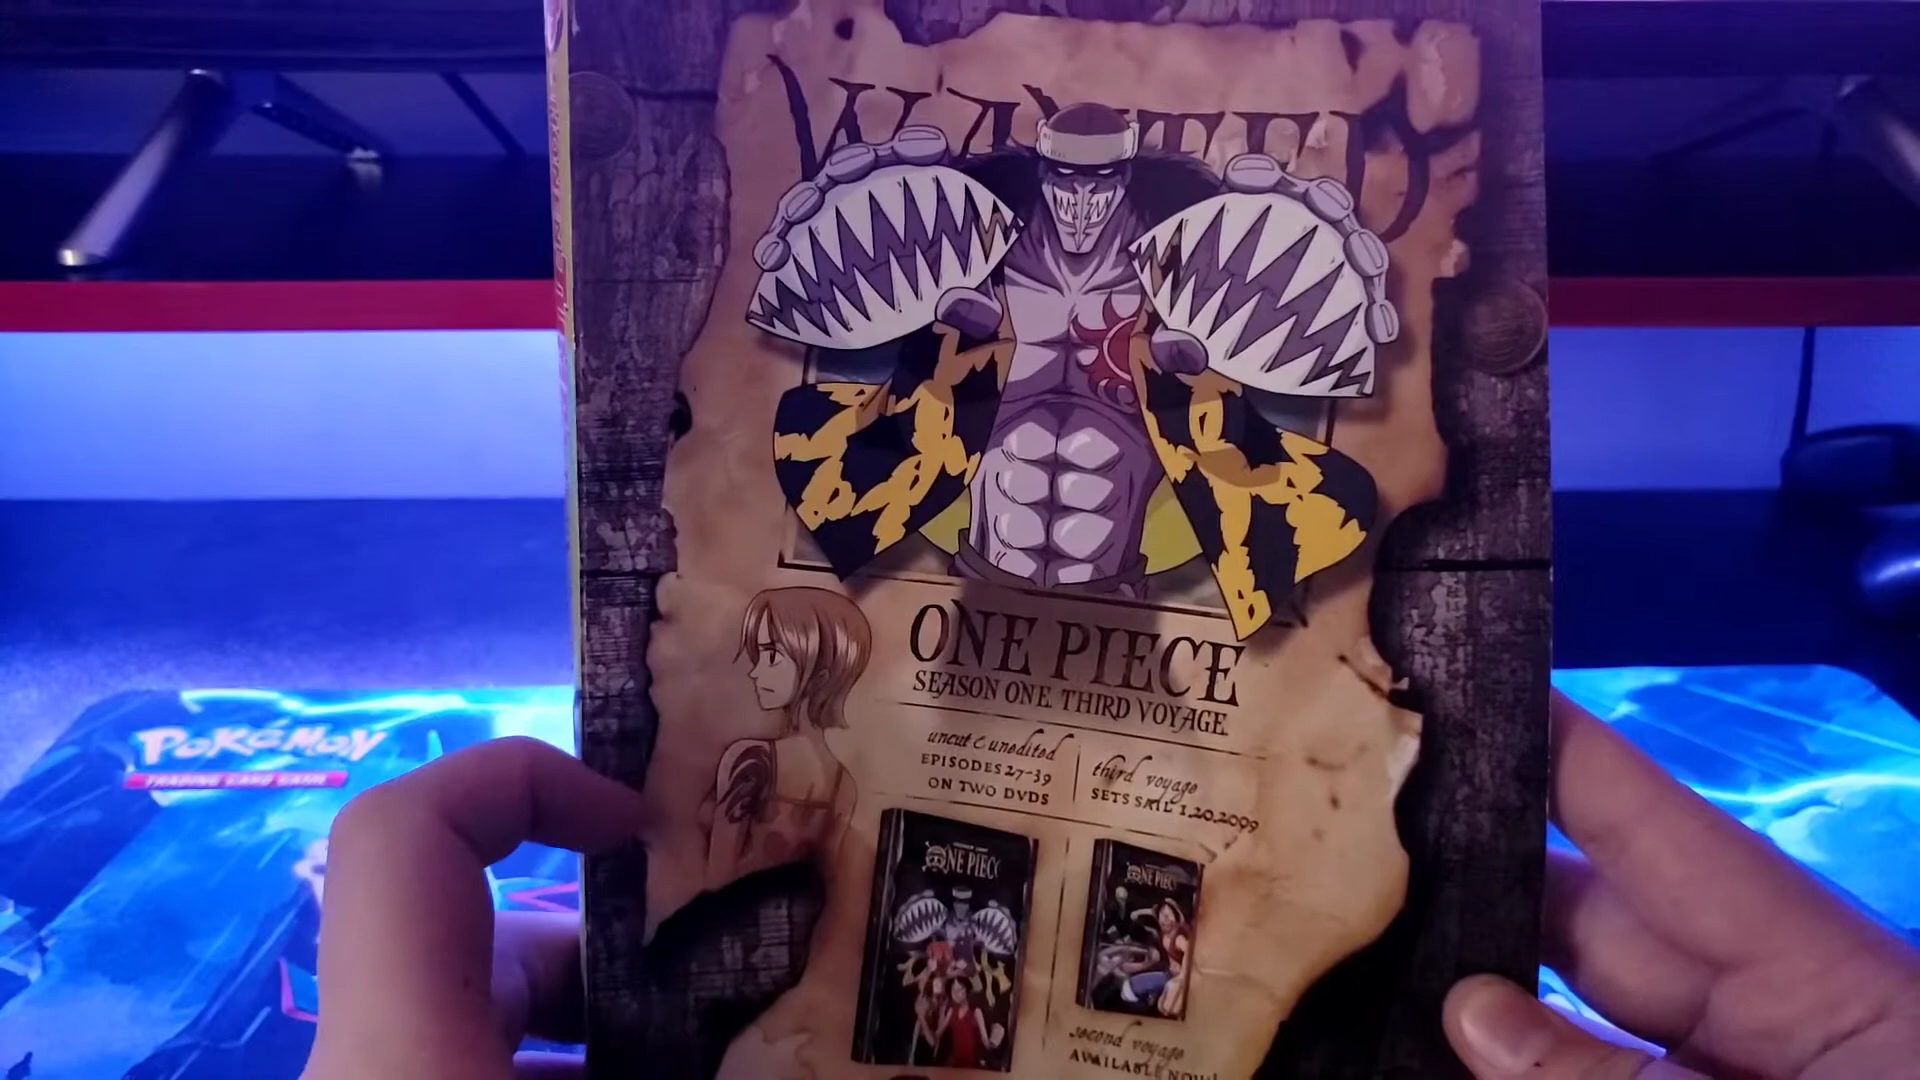 WANTED
ONE PIECE
SEASON ONE. THIRD VOYAGE.
uncut & unedited
EPISODES 27-39
ON TWO DVDS
third voyage
SETS SAIL 1.20.2009
ONE PIECE
ONE PIECE
second voyage
AVAILABLE NOW!
POKéMON
TRADING CARD GAME